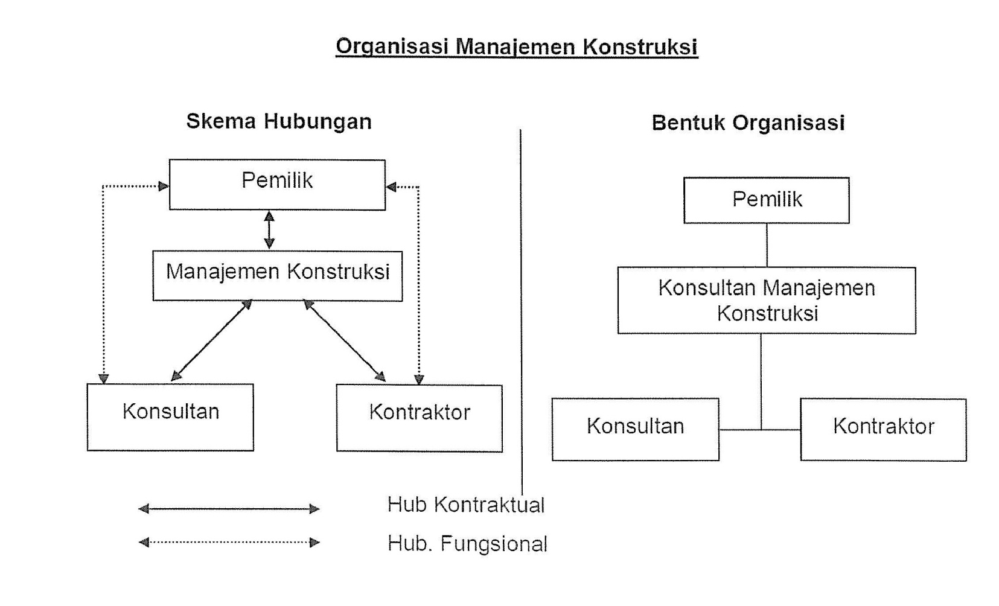 Organisasi Manajemen Konstruksi
Skema Hubungan
Pemilik
Manajemen Konstruksi
Konsultan
Kontraktor
Hub Kontraktual
Hub. Fungsional
Bentuk Organisasi
Pemilik
Konsultan Manajemen
Konstruksi
Konsultan
Kontraktor